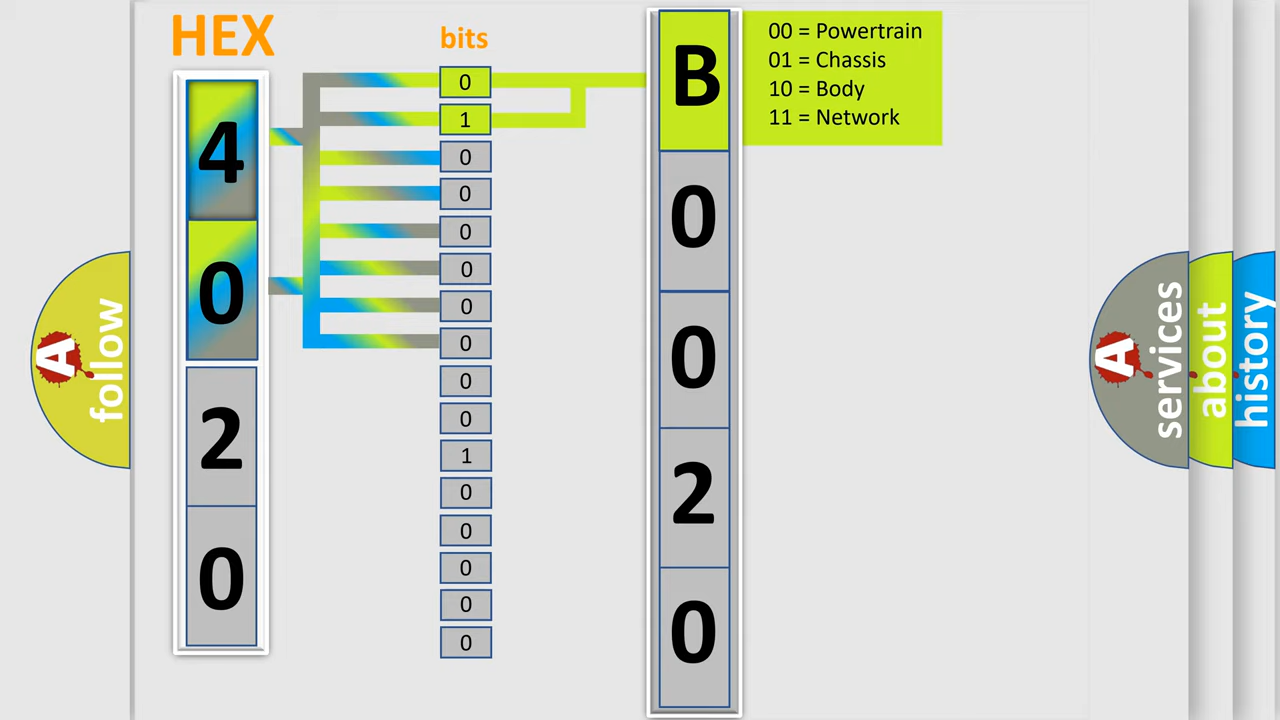 HEX
bits
4
0
2
0
0
1
0
0
0
0
0
0
0
0
1
0
0
0
0
0
B
0
0
2
0
00 = Powertrain
01 = Chassis
10 = Body
11 = Network
A
follow
A
services
about
history